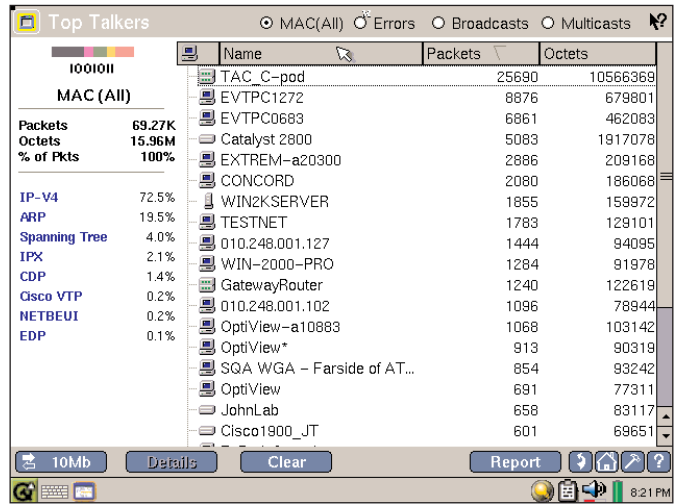 Top Talkers MAC(All) Errors Broadcasts Multicasts ?
Name Packets Octets
1001011
MAC (All)
Packets 69.27K
Octets 15.96M
% of Pkts 100%
IP-V4 72.5%
ARP 19.5%
Spanning Tree 4.0%
IPX 2.1%
CDP 1.4%
Cisco VTP 0.2%
NETBEUI 0.2%
EDP 0.1%
TAC_C-pod 25690 10566369
EVTPC1272 8876 679801
EVTPC0683 6861 462083
Catalyst 2800 5083 1917078
EXTREM-a20300 2886 209168
CONCORD 2080 186068
WIN2KSERVER 1855 159972
TESTNET 1783 129101
010.248.001.127 1444 94095
WIN-2000-PRO 1284 91978
GatewayRouter 1240 122619
010.248.001.102 1096 78944
OptiView-a10883 1068 103142
OptiView* 913 90319
SQA WGA - Farside of AT... 854 93242
OptiView 691 77311
JohnLab 658 83117
Cisco1900_JT 601 69651
10Mb Details Clear Report ?
8:21 PM